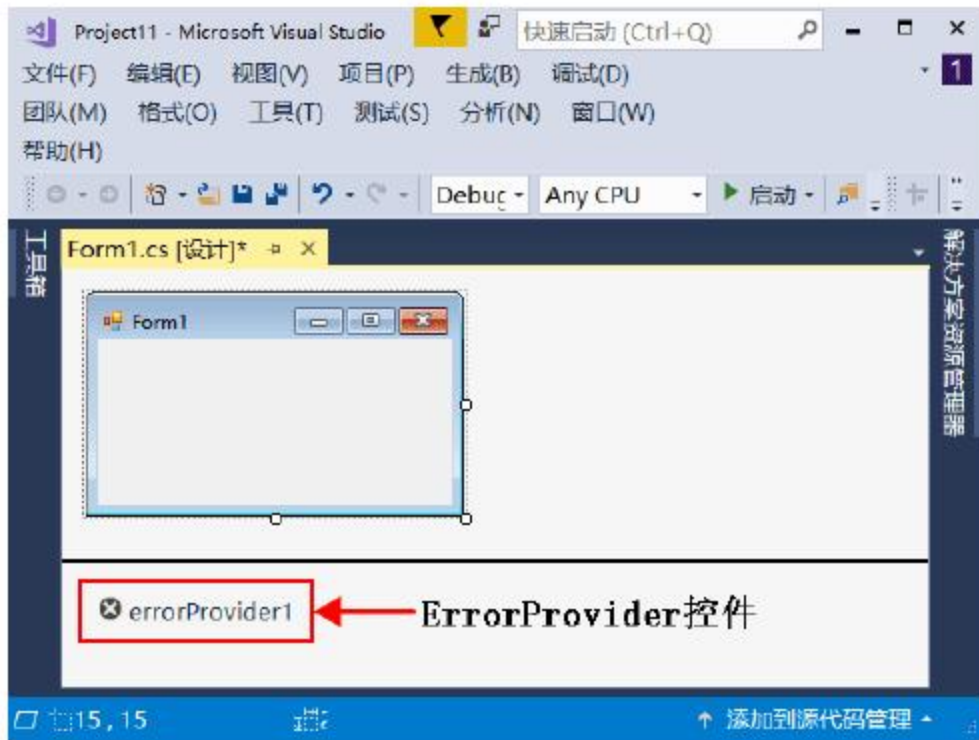 Project11 - Microsoft Visual Studio 快速启动 (Ctrl+Q)
文件(F) 编辑(E) 视图(V) 项目(P) 生成(B) 调试(D) 1
团队(M) 格式(O) 工具(T) 测试(S) 分析(N) 窗口(W)
帮助(H)
Debug Any CPU 启动
工具箱
Form1.cs [设计]*
解决方案资源管理器
Form1
errorProvider1 ErrorProvider控件
15, 15 添加到源代码管理